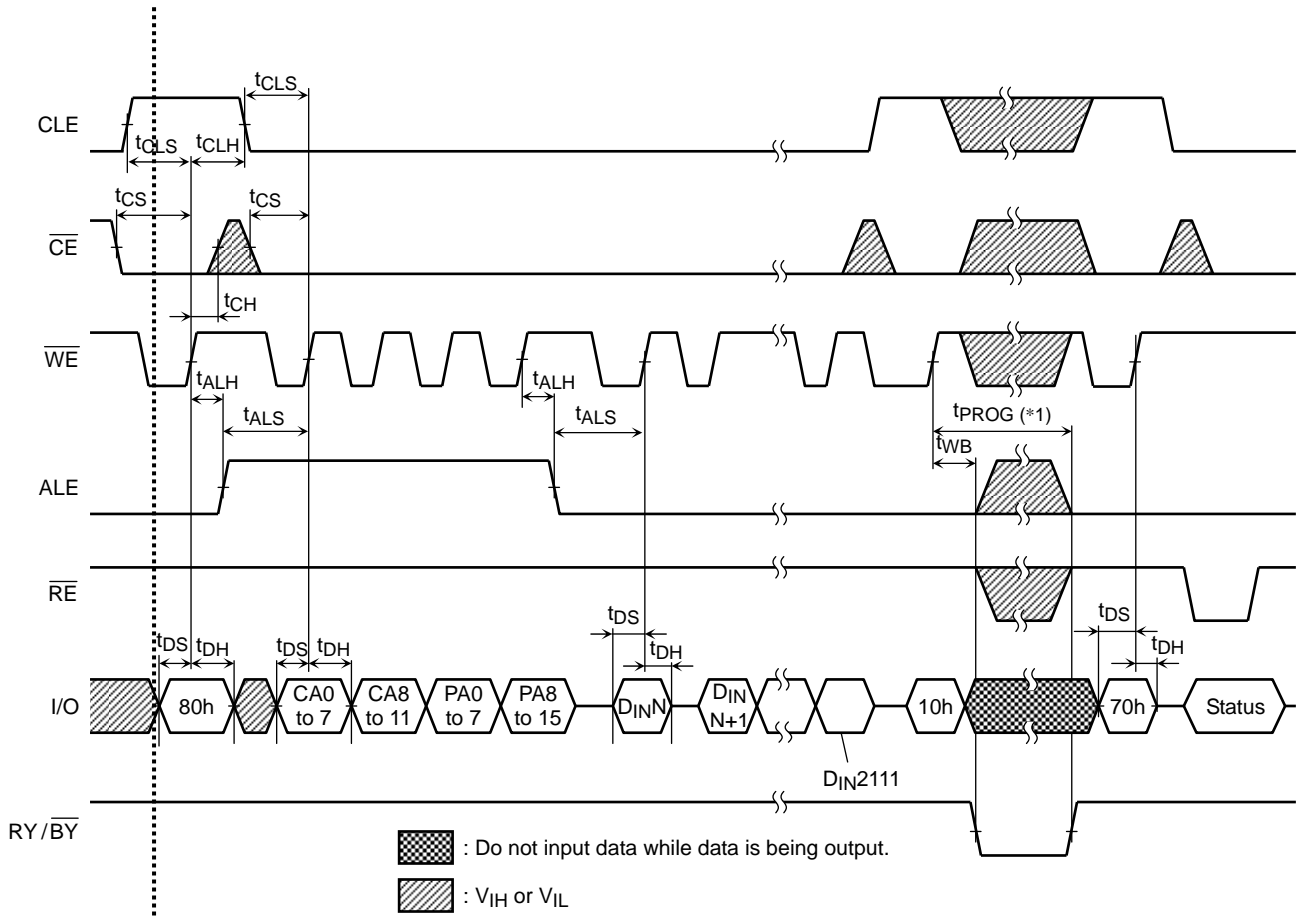 tCLS
CLE
tCLS tCLH
tCS tCS
CE
tCH
WE
tALH tALH
tALS tALS tPROG (*1)
tWB
ALE
RE
tDS tDH tDS tDH tDS tDH tDS tDH
I/O 80h CA0 to 7 CA8 to 11 PA0 to 7 PA8 to 15 DINN DIN N+1 10h 70h Status
DIN2111
RY/BY
: Do not input data while data is being output.
: VIH or VIL